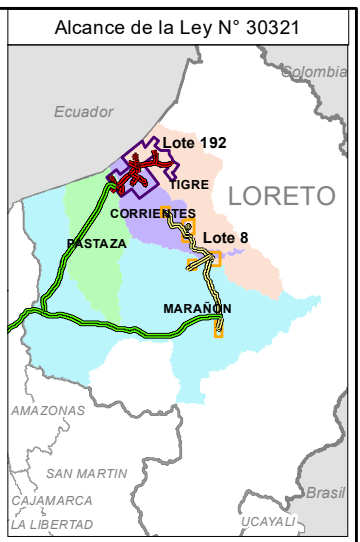 Alcance de la Ley N° 30321
Colombia
Ecuador
Lote 192
TIGRE
LORETO
CORRIENTES
Lote 8
PASTAZA
MARAÑON
AMAZONAS
SAN MARTIN
CAJAMARCA
Brasil
LA LIBERTAD
UCAYALI